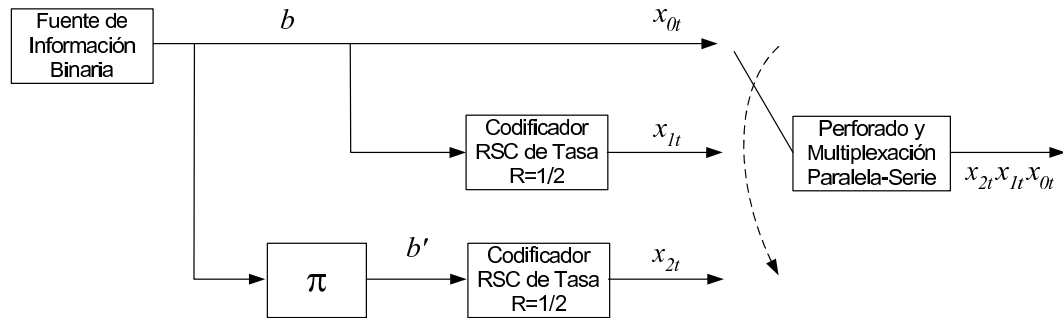 Fuente de
Información
Binaria
b
x0t
Codificador
RSC de Tasa
R=1/2
x1t
Perforado y
Multiplexación
Paralela-Serie
x2t x1t x0t
π
b'
Codificador
RSC de Tasa
R=1/2
x2t